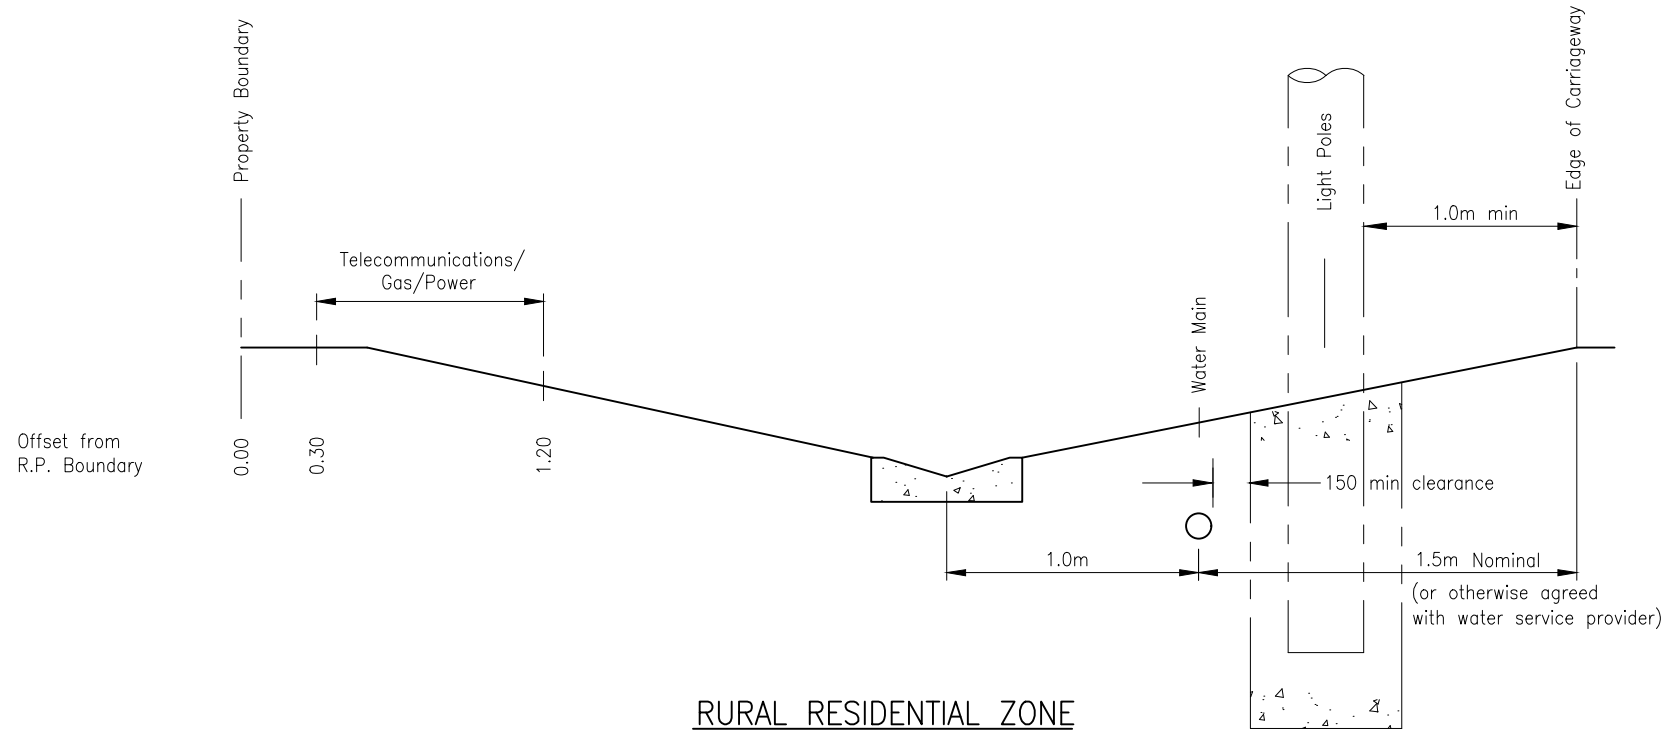 Property Boundary
Edge of Carriageway
Light Poles
1.0m min
Telecommunications/
Gas/Power
Water Main
Offset from
R.P. Boundary
0.00
0.30
1.20
150 min clearance
1.0m
1.5m Nominal
(or otherwise agreed
with water service provider)
RURAL RESIDENTIAL ZONE